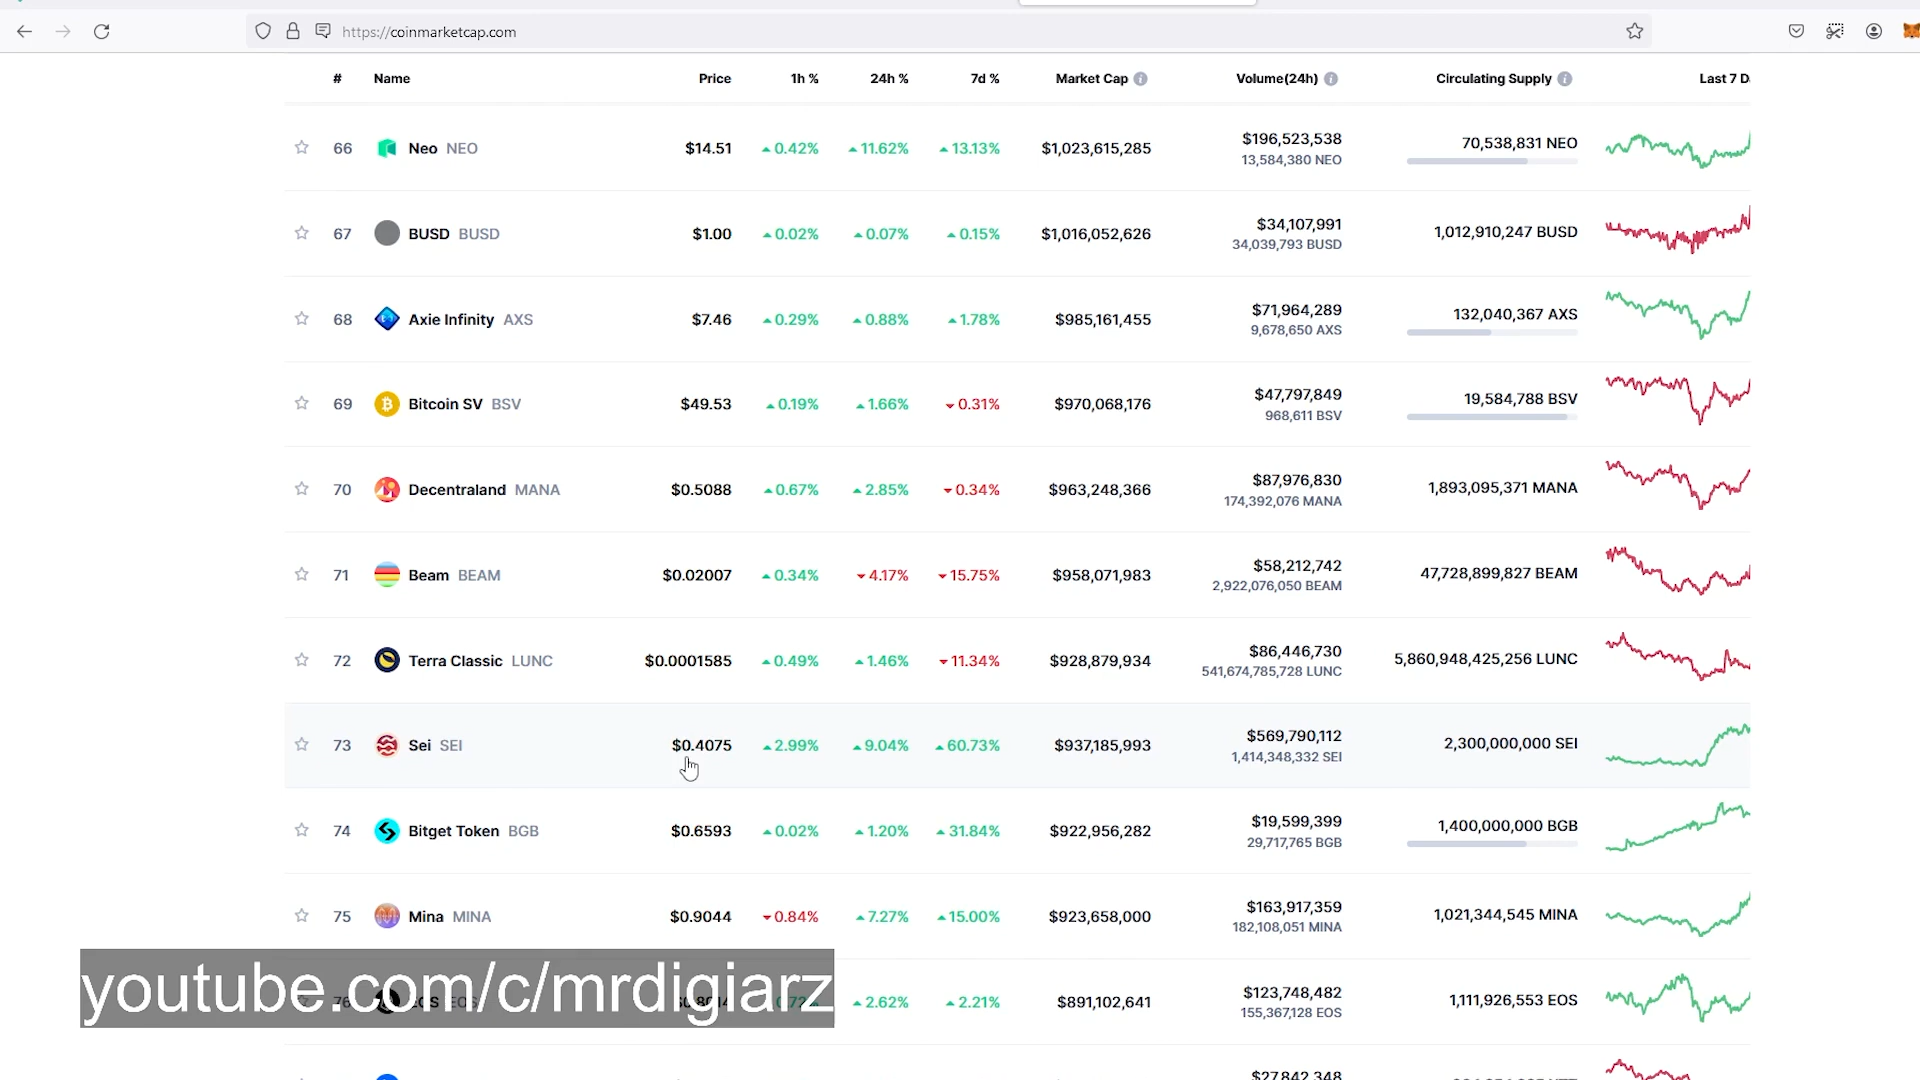 https://coinmarketcap.com
# Name Price 1h % 24h % 7d % Market Cap Volume(24h) Circulating Supply Last 7 D
66 Neo NEO $14.51 0.42% 11.62% 13.13% $1,023,615,285 $196,523,538 70,538,831 NEO
13,584,380 NEO
67 BUSD BUSD $1.00 0.02% 0.07% 0.15% $1,016,052,626 $34,107,991 1,012,910,247 BUSD
34,039,793 BUSD
68 Axie Infinity AXS $7.46 0.29% 0.88% 1.78% $985,161,455 $71,964,289 132,040,367 AXS
9,678,650 AXS
69 Bitcoin SV BSV $49.53 0.19% 1.66% 0.31% $970,068,176 $47,797,849 19,584,788 BSV
968,611 BSV
70 Decentraland MANA $0.5088 0.67% 2.85% 0.34% $963,248,366 $87,976,830 1,893,095,371 MANA
174,392,076 MANA
71 Beam BEAM $0.02007 0.34% 4.17% 15.75% $958,071,983 $58,212,742 47,728,899,827 BEAM
2,922,076,050 BEAM
72 Terra Classic LUNC $0.0001585 0.49% 1.46% 11.34% $928,879,934 $86,446,730 5,860,948,425,256 LUNC
541,674,785,728 LUNC
73 Sei SEI $0.4075 2.99% 9.04% 60.73% $937,185,993 $569,790,112 2,300,000,000 SEI
1,414,348,332 SEI
74 Bitget Token BGB $0.6593 0.02% 1.20% 31.84% $922,956,282 $19,599,399 1,400,000,000 BGB
29,717,765 BGB
75 Mina MINA $0.9044 0.84% 7.27% 15.00% $923,658,000 $163,917,359 1,021,344,545 MINA
182,108,051 MINA
youtube.com/c/mrdigiarz
76 EOS EOS 2.62% 2.21% $891,102,641 $123,748,482 1,111,926,553 EOS
155,367,128 EOS
$27,842,348